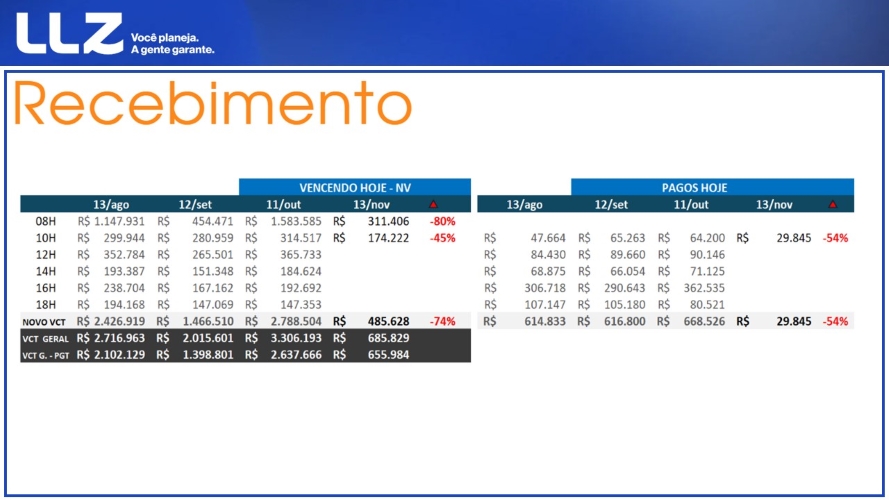 LLZ Você planeja.
A gente garante.
Recebimento
VENCENDO HOJE - NV PAGOS HOJE
13/ago 12/set 11/out 13/nov ▲ 13/ago 12/set 11/out 13/nov ▲
08H R$ 1.147.931 R$ 454.471 R$ 1.583.585 R$ 311.406 -80%
10H R$ 299.944 R$ 280.959 R$ 314.517 R$ 174.222 -45% R$ 47.664 R$ 65.263 R$ 64.200 R$ 29.845 -54%
12H R$ 352.784 R$ 265.501 R$ 365.733 R$ 84.430 R$ 89.660 R$ 90.146
14H R$ 193.387 R$ 151.348 R$ 184.624 R$ 68.875 R$ 66.054 R$ 71.125
16H R$ 238.704 R$ 167.162 R$ 192.692 R$ 306.718 R$ 290.643 R$ 362.535
18H R$ 194.168 R$ 147.069 R$ 147.353 R$ 107.147 R$ 105.180 R$ 80.521
NOVO VCT R$ 2.426.919 R$ 1.466.510 R$ 2.788.504 R$ 485.628 -74% R$ 614.833 R$ 616.800 R$ 668.526 R$ 29.845 -54%
VCT GERAL R$ 2.716.963 R$ 2.015.601 R$ 3.306.193 R$ 685.829
VCT G. - PGT R$ 2.102.129 R$ 1.398.801 R$ 2.637.666 R$ 655.984